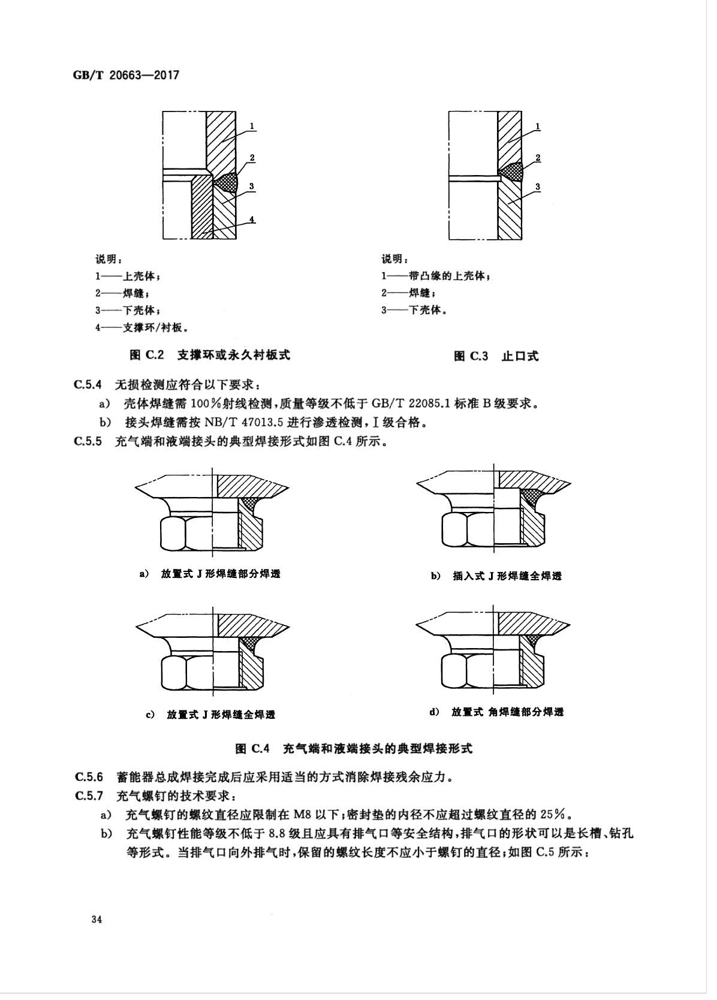 GB/T 20663—2017
1
2
3
4
说明：
1——上壳体；
2——焊缝；
3——下壳体；
4——支撑环/衬板。
图 C.2 支撑环或永久衬板式
1
2
3
说明：
1——带凸缘的上壳体；
2——焊缝；
3——下壳体。
图 C.3 止口式
C.5.4 无损检测应符合以下要求：
a) 壳体焊缝需 100%射线检测,质量等级不低于 GB/T 22085.1 标准 B 级要求。
b) 接头焊缝需按 NB/T 47013.5 进行渗透检测,Ⅰ级合格。
C.5.5 充气端和液端接头的典型焊接形式如图 C.4 所示。
a) 放置式 J 形焊缝部分焊透
b) 插入式 J 形焊缝全焊透
c) 放置式 J 形焊缝全焊透
d) 放置式 角焊缝部分焊透
图 C.4 充气端和液端接头的典型焊接形式
C.5.6 蓄能器总成焊接完成后应采用适当的方式消除焊接残余应力。
C.5.7 充气螺钉的技术要求：
a) 充气螺钉的螺纹直径应限制在 M8 以下;密封垫的内径不应超过螺纹直径的 25%。
b) 充气螺钉性能等级不低于 8.8 级且应具有排气口等安全结构,排气口的形状可以是长槽、钻孔
等形式。当排气口向外排气时,保留的螺纹长度不应小于螺钉的直径;如图 C.5 所示：
34